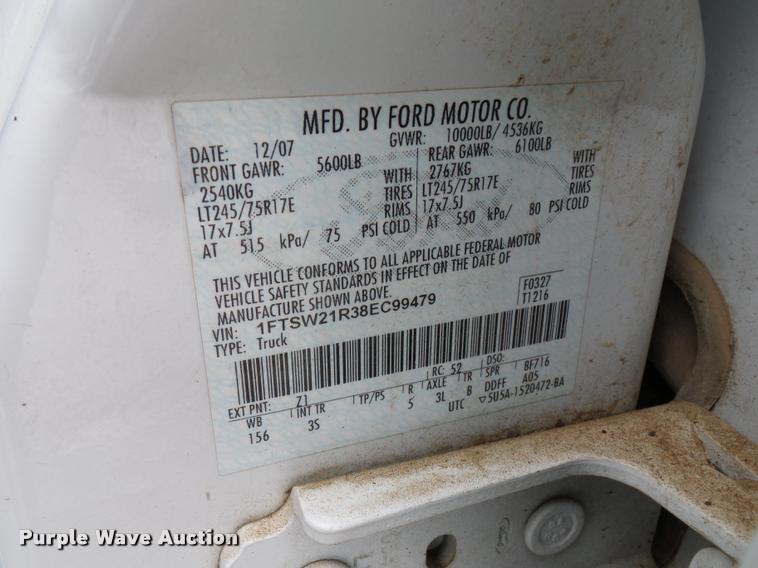 MFD. BY FORD MOTOR CO.
DATE: 12/07 GVWR: 10000LB/ 4536KG
FRONT GAWR: 5600LB REAR GAWR: 6100LB
2540KG WITH 2767KG WITH
LT245/75R17E TIRES LT245/75R17E TIRES
17x7.5J RIMS 17x7.5J RIMS
AT 515 kPa/ 75 PSI COLD AT 550 kPa/ 80 PSI COLD
THIS VEHICLE CONFORMS TO ALL APPLICABLE FEDERAL MOTOR
VEHICLE SAFETY STANDARDS IN EFFECT ON THE DATE OF
MANUFACTURE SHOWN ABOVE.
VIN: 1FTSW21R38EC99479 F0327
TYPE: Truck T1216
EXT PNT: Z1 RC: 52 DSO:
WB INT TR TP/PS R AXLE TR SPR BF716
156 3S 5 3L B DDFF A05
UTC ▽5U5A-1520472-BA
Purple Wave Auction